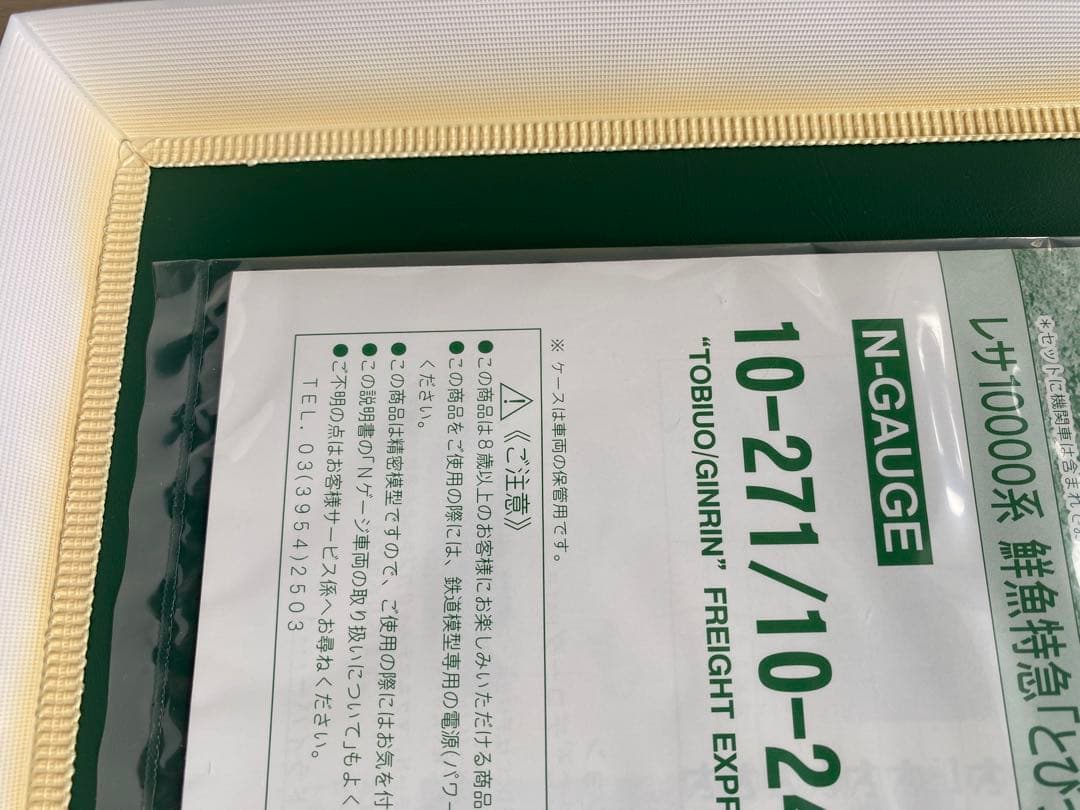 *セットに機関車は含まれてお
レサ10000系 鮮魚特急「とび
N-GAUGE
10-271/10-2
“TOBIUO/GINRIN” FREIGHT EXPR
※ ケースは車両の保管用です。
《ご注意》
●この商品は8歳以上のお客様にお楽しみいただける商品
●この商品をご使用の際には、鉄道模型専用の電源(パワー
ください。
●この商品は精密模型ですので、ご使用の際にはお気を付
●この説明書の「Nゲージ車両の取り扱いについて」もよく
●ご不明の点はお客様サービス係へお尋ねください。
TEL.03(3954)2503